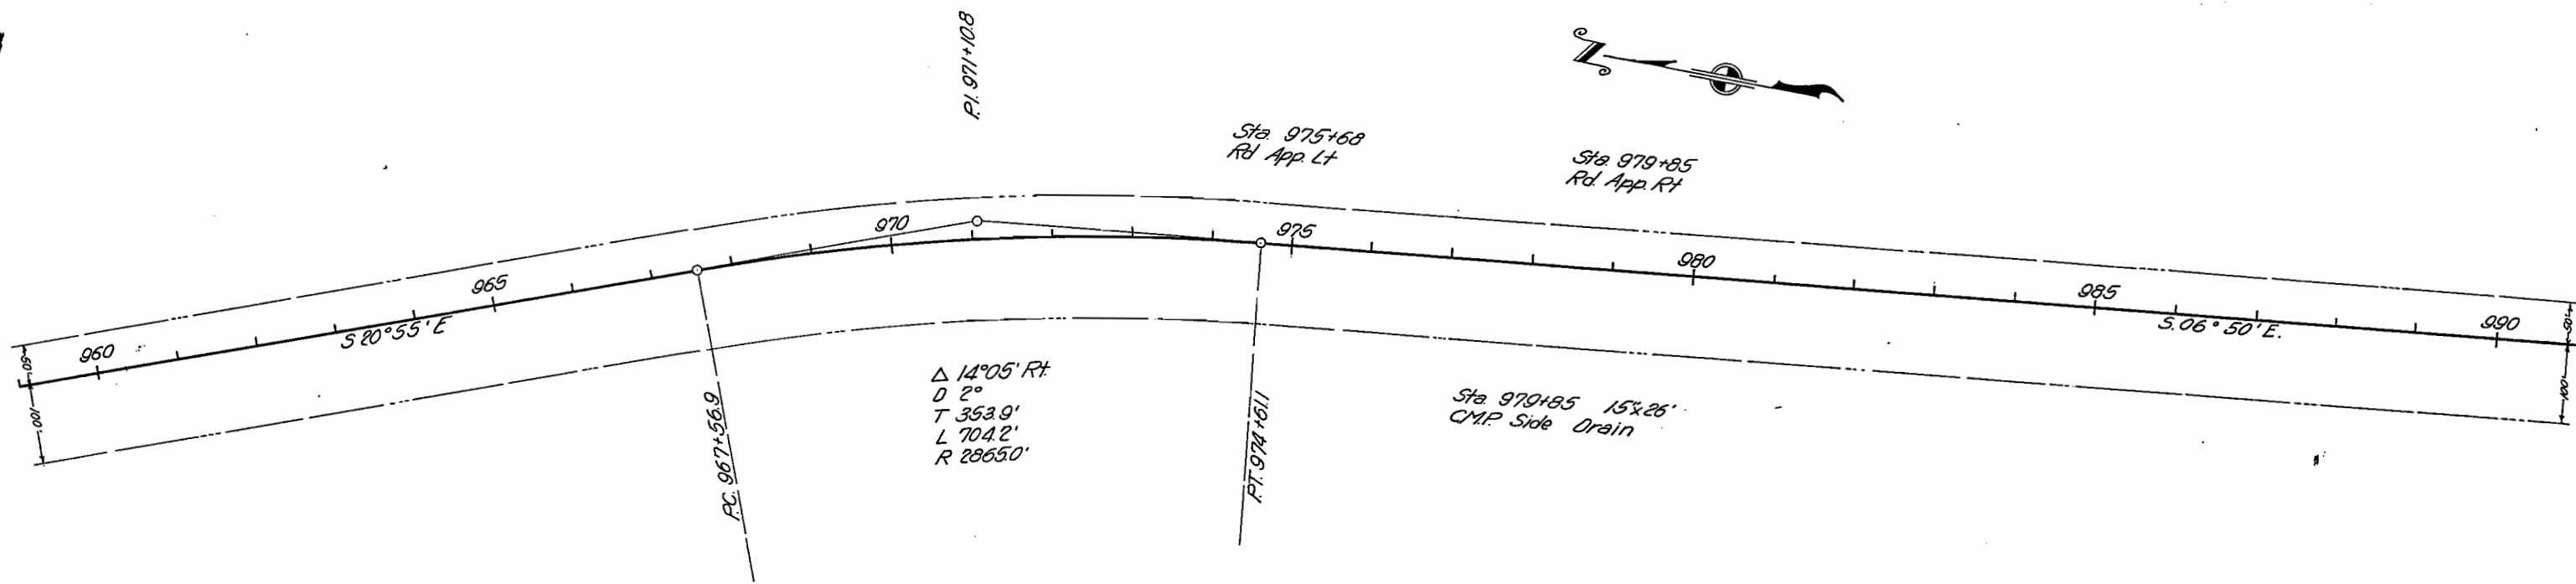 P.I. 971+10.8
Z
Sta. 975+68
Rd App. Lt
Sta. 979+85
Rd. App. Rt
960
965
970
975
980
985
990
S 20°55' E
S. 06° 50' E.
50'
100'
50'
100'
P.C. 967+56.9
P.T. 974+61.1
Δ 14°05' Rt.
D 2°
T 353.9'
L 704.2'
R 2865.0'
Sta. 979+85 15"x26'
C.M.P. Side Drain